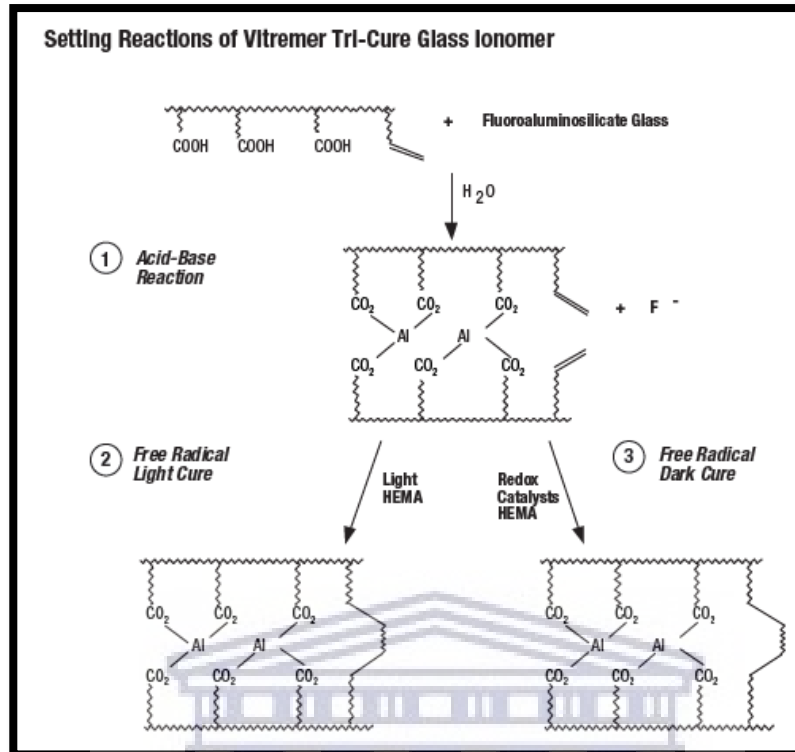 Setting Reactions of Vitremer Tri-Cure Glass Ionomer
COOH COOH COOH
+ Fluoroaluminosilicate Glass
H2O
1 Acid-Base
Reaction
CO2 CO2 CO2
Al Al
+ F -
CO2 CO2 CO2
2 Free Radical
Light Cure
Light
HEMA
Redox
Catalysts
HEMA
3 Free Radical
Dark Cure
CO2 CO2 CO2
Al Al
CO2 CO2 CO2
CO2 CO2 CO2
Al Al
CO2 CO2 CO2